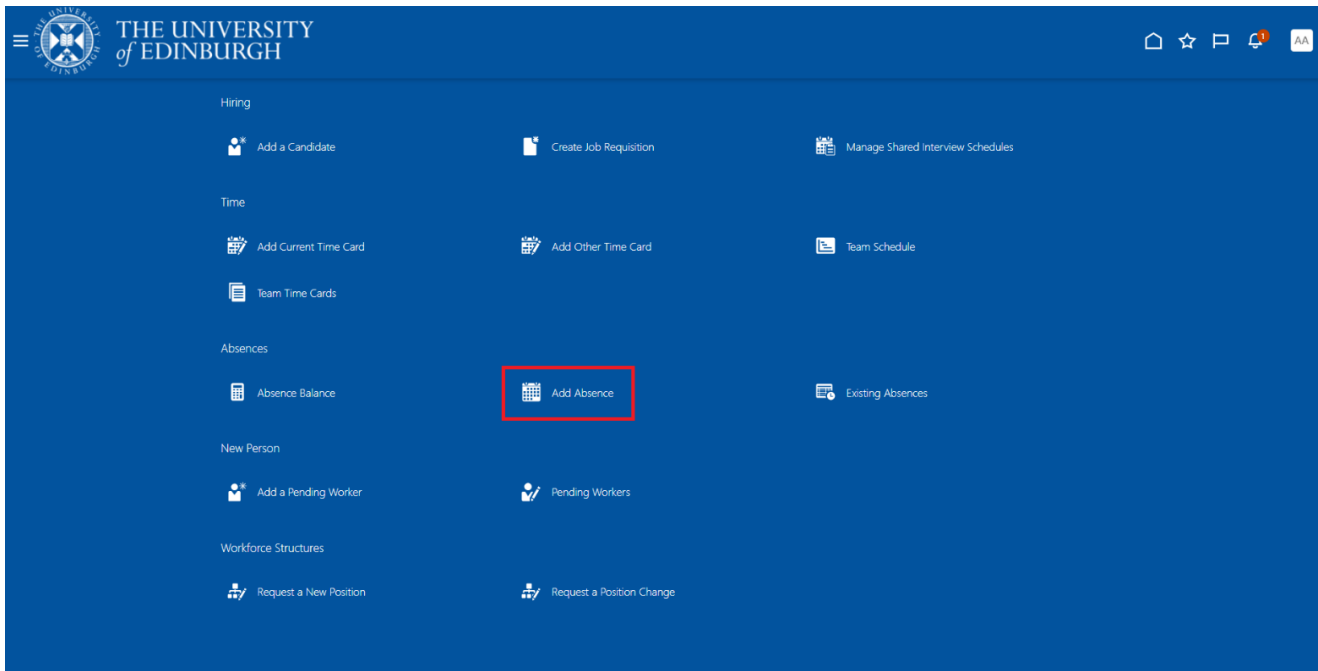 THE UNIVERSITY
of EDINBURGH
1
AA
Hiring
Add a Candidate
Create Job Requisition
Manage Shared Interview Schedules
Time
Add Current Time Card
Add Other Time Card
Team Schedule
Team Time Cards
Absences
Absence Balance
Add Absence
Existing Absences
New Person
Add a Pending Worker
Pending Workers
Workforce Structures
Request a New Position
Request a Position Change